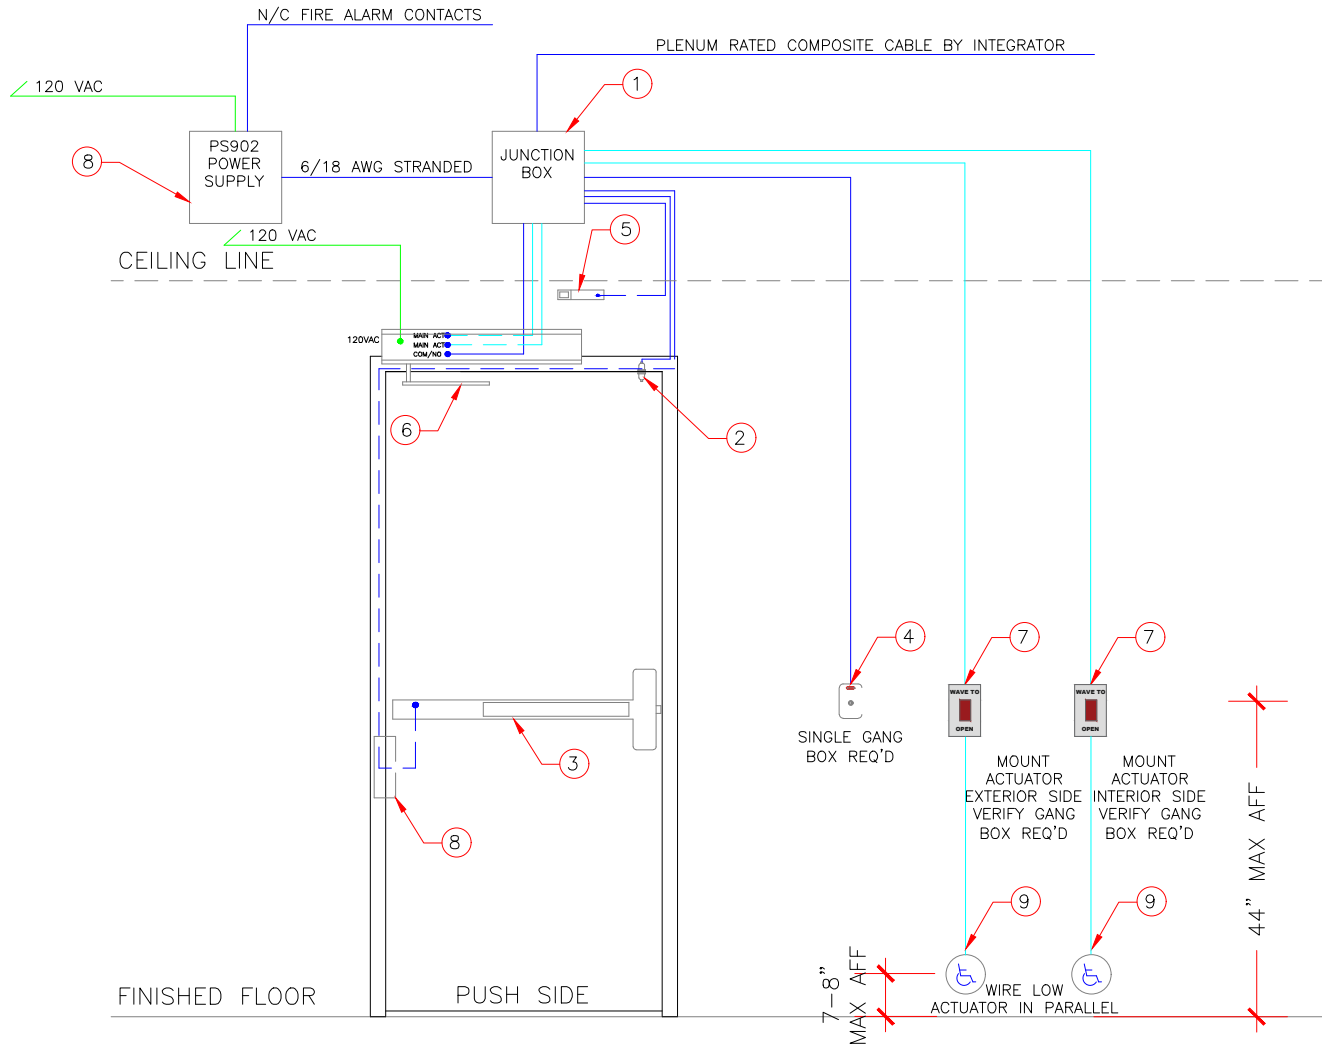 N/C FIRE ALARM CONTACTS
PLENUM RATED COMPOSITE CABLE BY INTEGRATOR
120 VAC
1
PS902
POWER
SUPPLY
8
6/18 AWG STRANDED
JUNCTION
BOX
120 VAC
5
CEILING LINE
120VAC
MAIN ACT
MAIN ACT
COM/NO
6
2
4
7
7
WAVE TO
OPEN
WAVE TO
OPEN
SINGLE GANG
BOX REQ'D
3
MOUNT
ACTUATOR
EXTERIOR SIDE
VERIFY GANG
BOX REQ'D
MOUNT
ACTUATOR
INTERIOR SIDE
VERIFY GANG
BOX REQ'D
8
44" MAX AFF
9
9
7-8"
MAX AFF
WIRE LOW
ACTUATOR IN PARALLEL
FINISHED FLOOR
PUSH SIDE